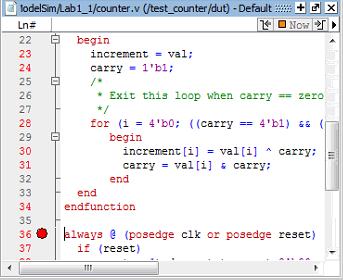 lodelSim/Lab1_1/counter.v (/test_counter/dut) - Default
Ln# Now
22 begin
23 increment = val;
24 carry = 1'b1;
25 /*
26 * Exit this loop when carry == zero
27 */
28 for (i = 4'b0; ((carry == 4'b1) && (
29 begin
30 increment[i] = val[i] ^ carry;
31 carry = val[i] & carry;
32 end
33 end
34 endfunction
35
36 always @ (posedge clk or posedge reset)
37 if (reset)